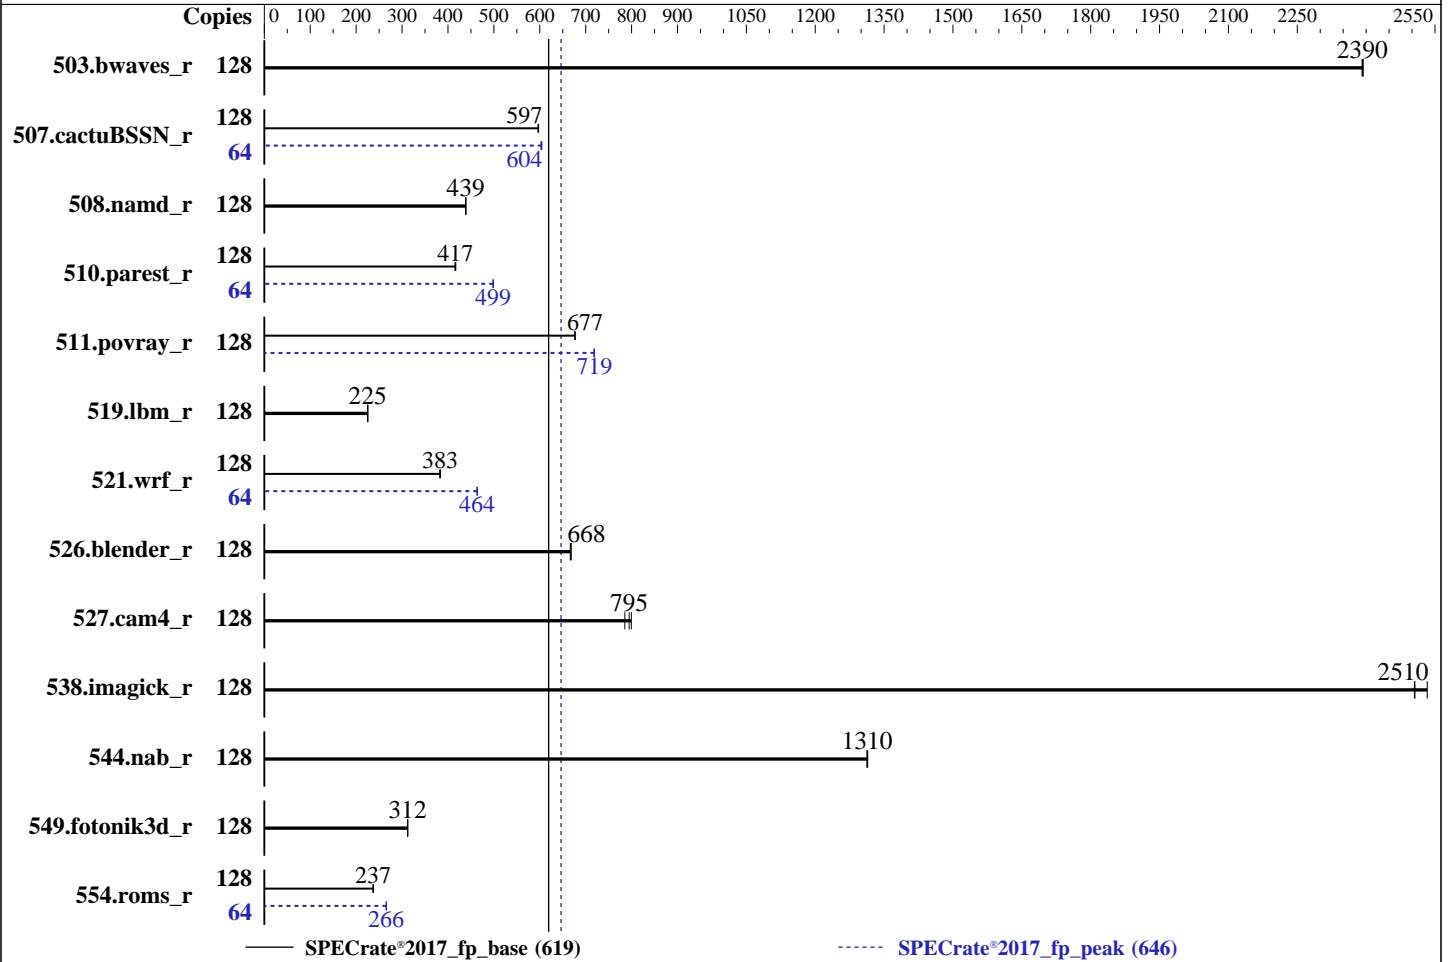 Copies 0 100 200 300 400 500 600 700 800 900 1050 1200 1350 1500 1650 1800 1950 2100 2250 2550
503.bwaves_r 128 2390
507.cactuBSSN_r 128 597
64 604
508.namd_r 128 439
510.parest_r 128 417
64 499
511.povray_r 128 677
719
519.lbm_r 128 225
521.wrf_r 128 383
64 464
526.blender_r 128 668
527.cam4_r 128 795
538.imagick_r 128 2510
544.nab_r 128 1310
549.fotonik3d_r 128 312
554.roms_r 128 237
64 266
SPECrate®2017_fp_base (619) SPECrate®2017_fp_peak (646)